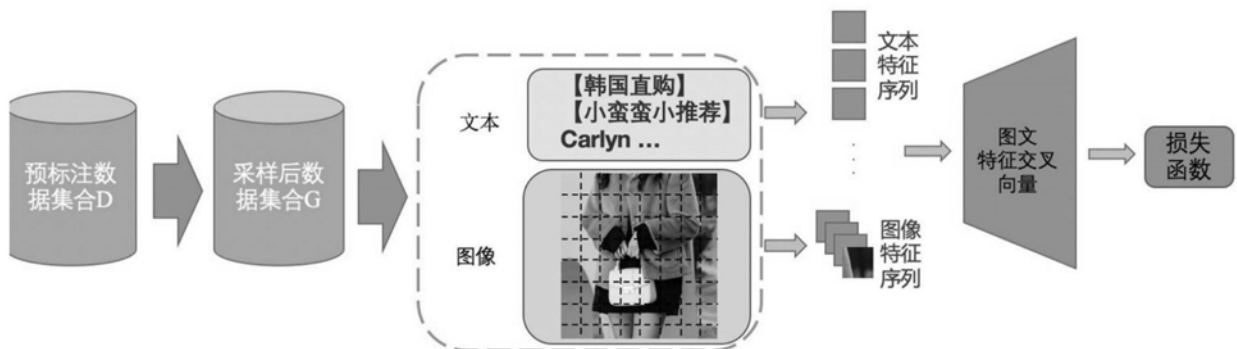 预标注数
据集合D
采样后数
据集合G
文本
【韩国直购】
【小蛮蛮小推荐】
Carlyn ...
图像
文本
特征
序列
图像
特征
序列
图文
特征交叉
向量
损失
函数